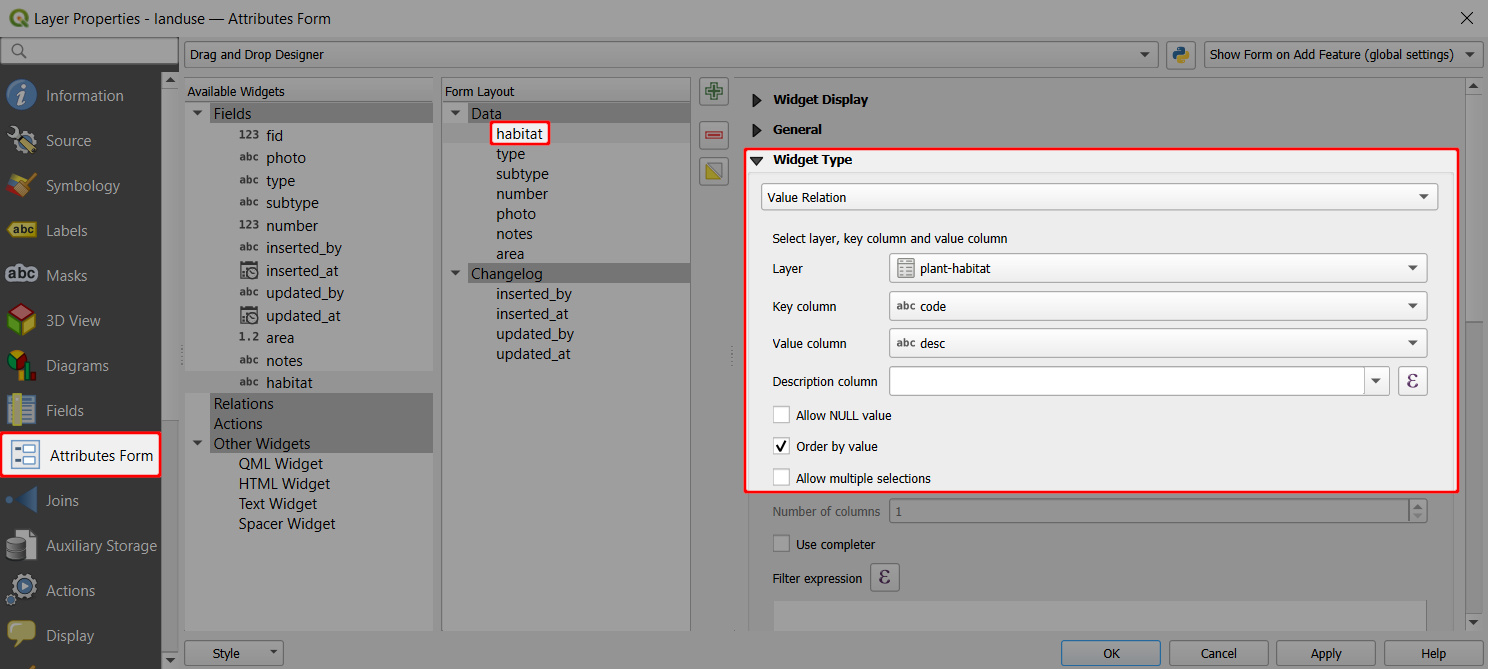 Layer Properties - landuse — Attributes Form
Drag and Drop Designer
Show Form on Add Feature (global settings)
Information
Source
Symbology
abc Labels
abc Masks
3D View
Diagrams
Fields
Attributes Form
Joins
Auxiliary Storage
Actions
Display
Available Widgets
Fields
123 fid
abc photo
abc type
abc subtype
123 number
abc inserted_by
inserted_at
abc updated_by
updated_at
1.2 area
abc notes
abc habitat
Relations
Actions
Other Widgets
QML Widget
HTML Widget
Text Widget
Spacer Widget
Form Layout
Data
habitat
type
subtype
number
photo
notes
area
Changelog
inserted_by
inserted_at
updated_by
updated_at
Widget Display
General
Widget Type
Value Relation
Select layer, key column and value column
Layer plant-habitat
Key column abc code
Value column abc desc
Description column ε
Allow NULL value
Order by value
Allow multiple selections
Number of columns 1
Use completer
Filter expression ε
Style
OK
Cancel
Apply
Help